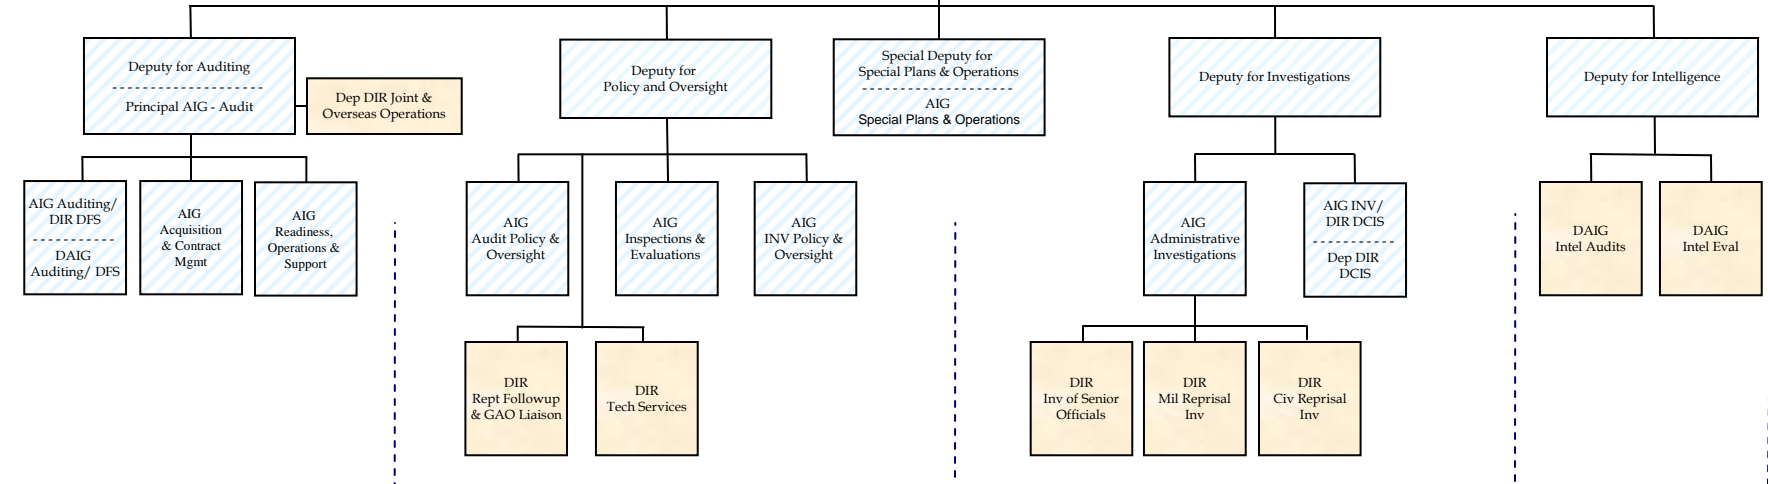 Deputy for Auditing
Principal AIG - Audit
Dep DIR Joint &
Overseas Operations
Deputy for
Policy and Oversight
Special Deputy for
Special Plans & Operations
AIG
Special Plans & Operations
Deputy for Investigations
Deputy for Intelligence
AIG Auditing/
DIR DFS
DAIG
Auditing/ DFS
AIG
Acquisition
& Contract
Mgmt
AIG
Readiness,
Operations &
Support
AIG
Audit Policy &
Oversight
AIG
Inspections &
Evaluations
AIG
INV Policy &
Oversight
AIG
Administrative
Investigations
AIG INV/
DIR DCIS
Dep DIR
DCIS
DAIG
Intel Audits
DAIG
Intel Eval
DIR
Rept Followup
& GAO Liaison
DIR
Tech Services
DIR
Inv of Senior
Officials
DIR
Mil Reprisal
Inv
DIR
Civ Reprisal
Inv